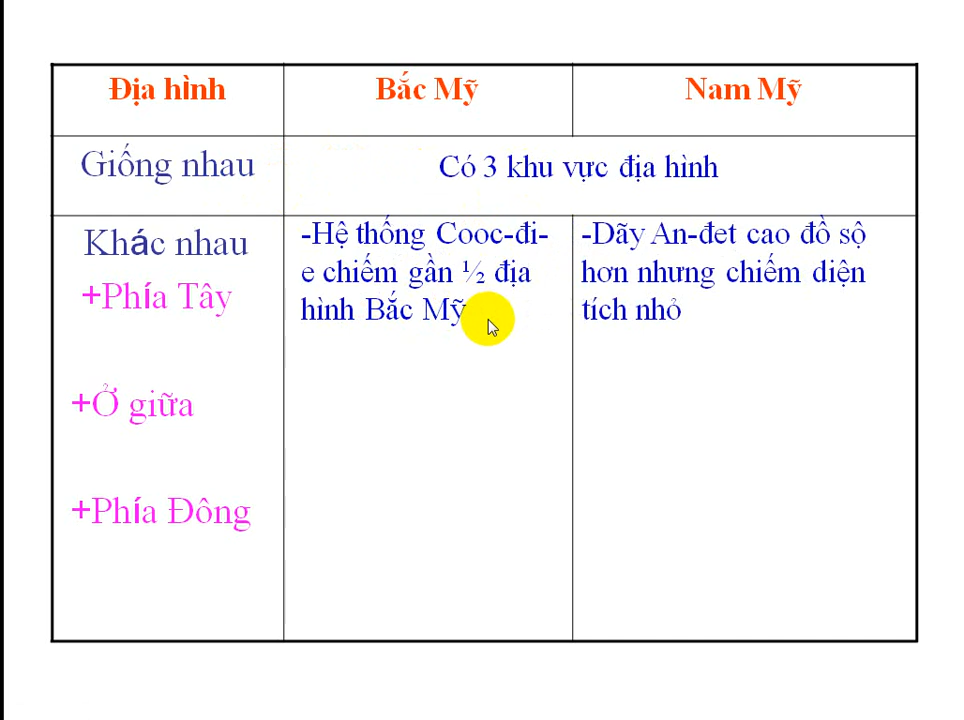 Địa hình
Bắc Mỹ
Nam Mỹ
Giống nhau
Có 3 khu vực địa hình
Khác nhau
+Phía Tây
+Ở giữa
+Phía Đông
-Hệ thống Cooc-đi-
e chiếm gần ½ địa
hình Bắc Mỹ
-Dãy An-đet cao đồ sộ
hơn nhưng chiếm diện
tích nhỏ